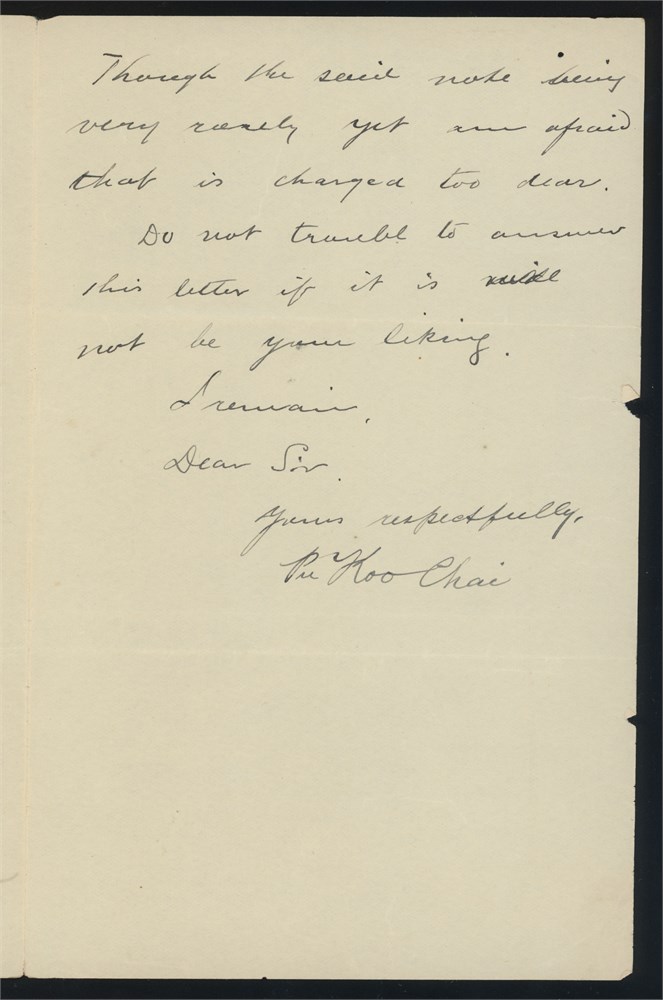 Though the said note being
very rarely yet am afraid
that is charged too dear.
Do not trouble to answer
this letter if it is
not be your liking.
I remain,
Dear Sir.
Yours respectfully,
Pu Koo Chai